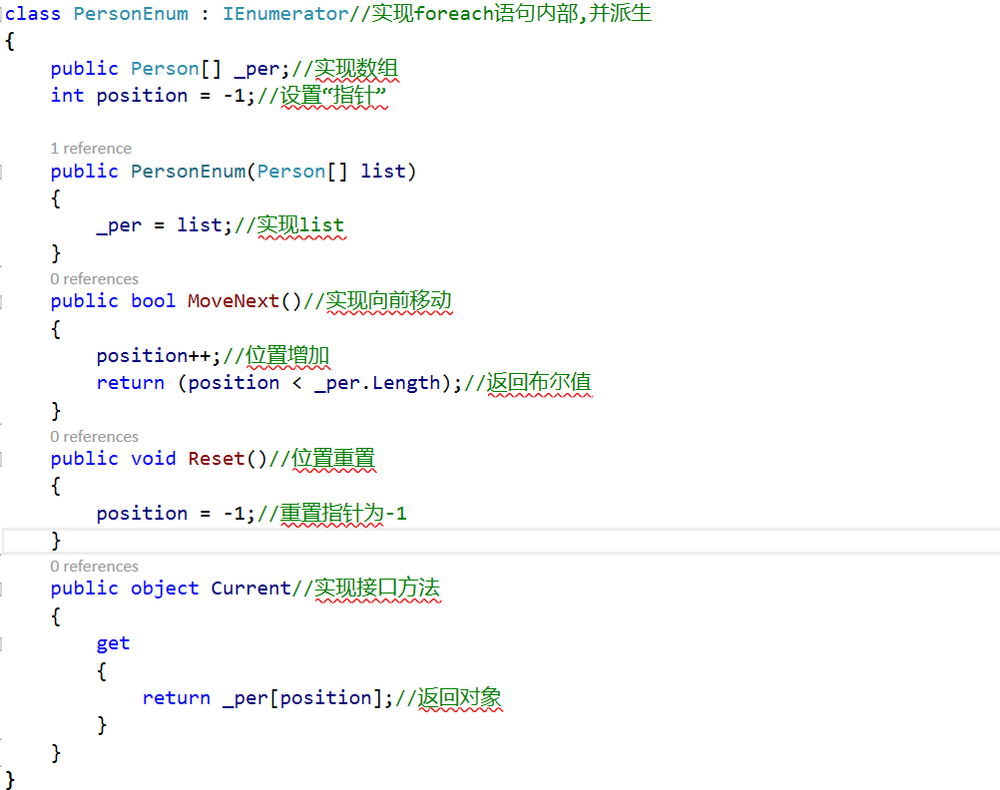 class PersonEnum : IEnumerator//实现foreach语句内部,并派生
{
public Person[] _per;//实现数组
int position = -1;//设置“指针”
1 reference
public PersonEnum(Person[] list)
{
_per = list;//实现list
}
0 references
public bool MoveNext()//实现向前移动
{
position++;//位置增加
return (position < _per.Length);//返回布尔值
}
0 references
public void Reset()//位置重置
{
position = -1;//重置指针为-1
}
0 references
public object Current//实现接口方法
{
get
{
return _per[position];//返回对象
}
}
}